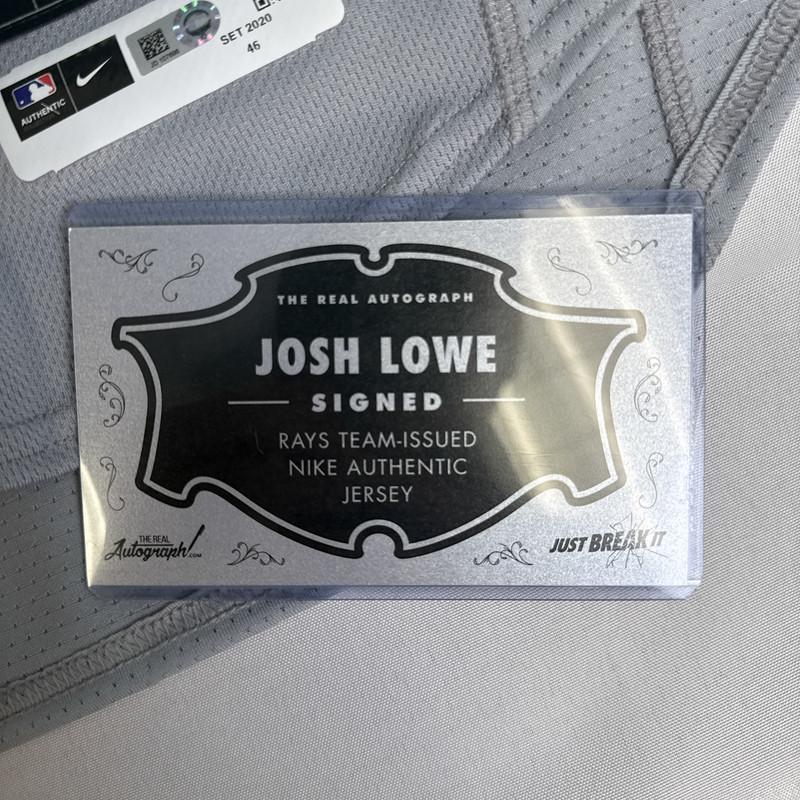 SET 2020
46
AUTHENTIC
THE REAL AUTOGRAPH
JOSH LOWE
SIGNED
RAYS TEAM-ISSUED
NIKE AUTHENTIC
JERSEY
THE REAL
Autograph!.COM
JUST BREAK IT